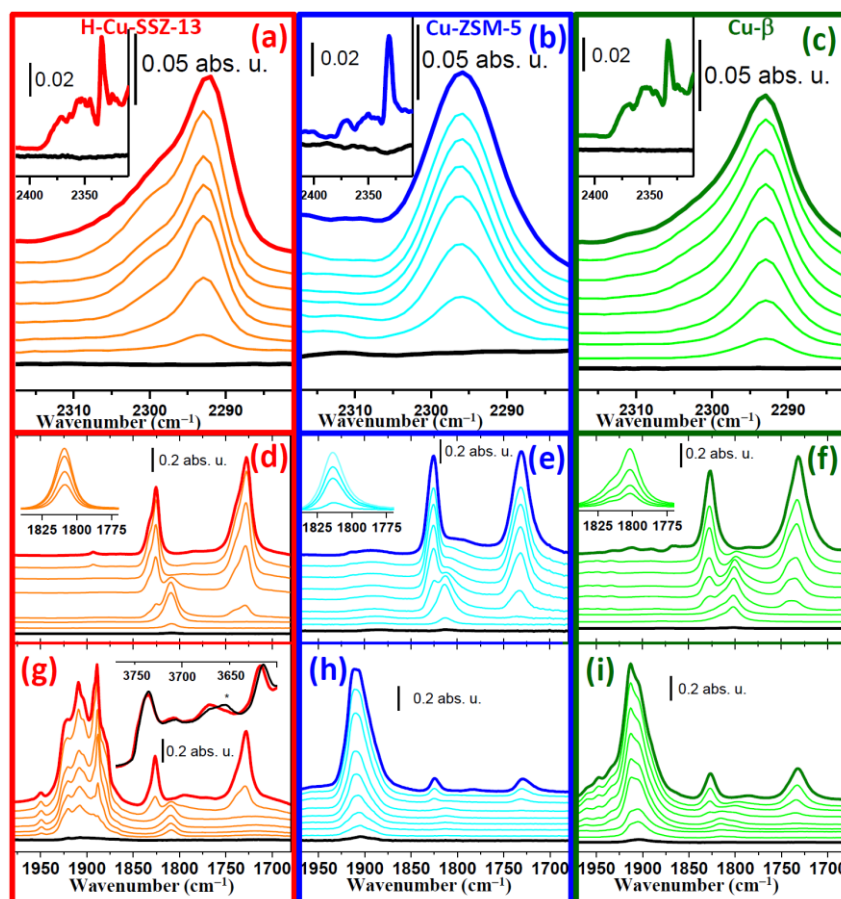 H-Cu-SSZ-13
(a)
0.02
0.05 abs. u.
2400 2350
2310 2300 2290
Wavenumber (cm⁻¹)
Cu-ZSM-5
(b)
0.02
0.05 abs. u.
2400 2350
2310 2300 2290
Wavenumber (cm⁻¹)
Cu-β
(c)
0.02
0.05 abs. u.
2400 2350
2310 2300 2290
Wavenumber (cm⁻¹)
(d)
0.2 abs. u.
1825 1800 1775
(e)
0.2 abs. u.
1825 1800 1775
(f)
0.2 abs. u.
1825 1800 1775
(g)
3750 3700 3650
*
0.2 abs. u.
1950 1900 1850 1800 1750 1700
Wavenumber (cm⁻¹)
(h)
0.2 abs. u.
1950 1900 1850 1800 1750 1700
Wavenumber (cm⁻¹)
(i)
0.2 abs. u.
1950 1900 1850 1800 1750 1700
Wavenumber (cm⁻¹)